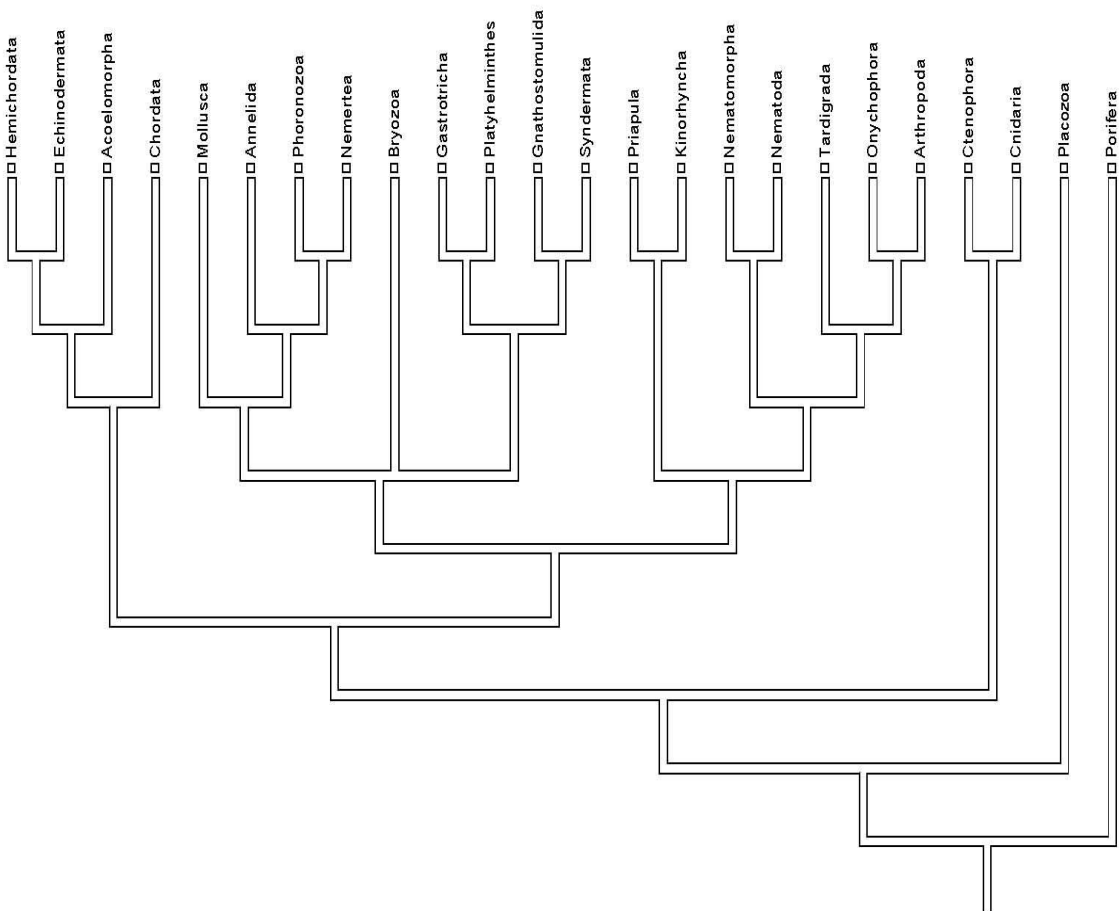 Hemichordata
Echinodermata
Acoelomorpha
Chordata
Mollusca
Annelida
Phoronozoa
Nemertea
Bryozoa
Gastrotricha
Platyhelminthes
Gnathostomulida
Syndermata
Priapula
Kinorhyncha
Nematomorpha
Nematoda
Tardigrada
Onychophora
Arthropoda
Ctenophora
Cnidaria
Placozoa
Porifera